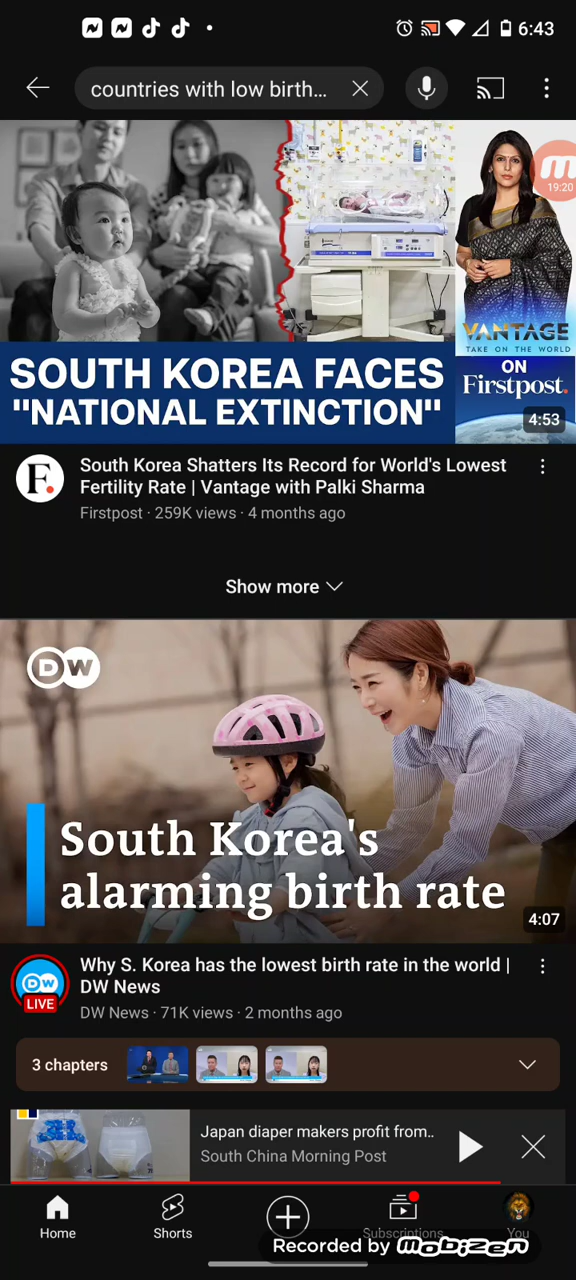 6:43
countries with low birth...
19:20
VANTAGE
TAKE ON THE WORLD
SOUTH KOREA FACES
"NATIONAL EXTINCTION"
ON
Firstpost.
4:53
F.
South Korea Shatters Its Record for World's Lowest
Fertility Rate | Vantage with Palki Sharma
Firstpost · 259K views · 4 months ago
Show more
DW
South Korea's
alarming birth rate
4:07
DW
LIVE
Why S. Korea has the lowest birth rate in the world |
DW News
DW News · 71K views · 2 months ago
3 chapters
Japan diaper makers profit from..
South China Morning Post
Home
Shorts
Subscriptions
You
Recorded by mobizen